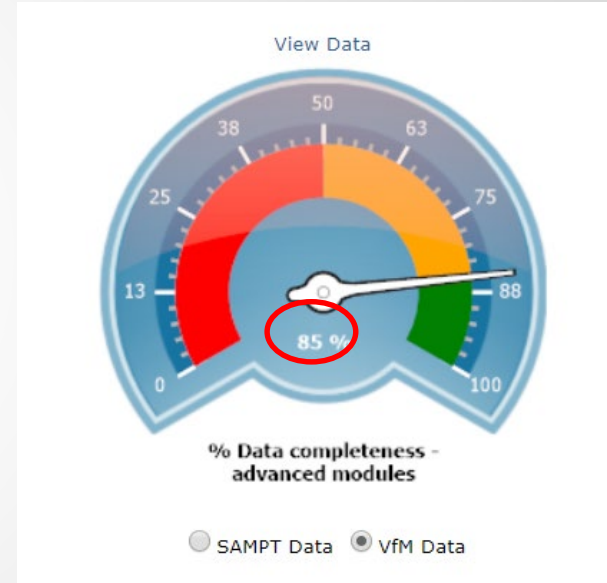 View Data
50
38
63
25
75
13
88
85 %
0
100
% Data completeness -
advanced modules
SAMPT Data
VfM Data